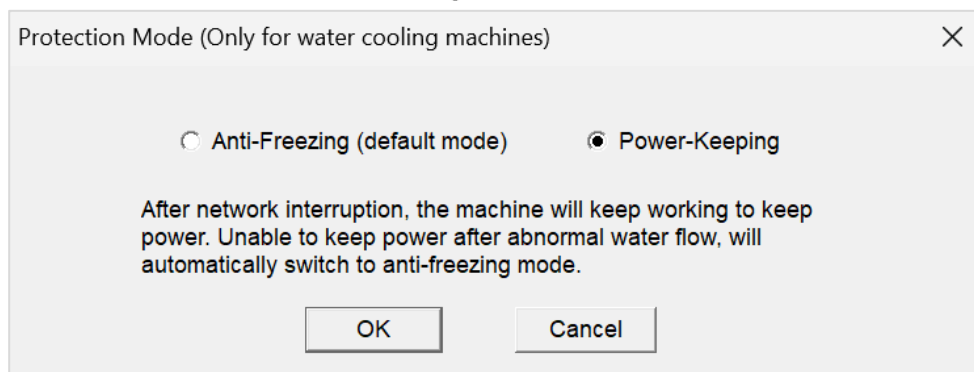 Protection Mode (Only for water cooling machines)
Anti-Freezing (default mode) Power-Keeping
After network interruption, the machine will keep working to keep
power. Unable to keep power after abnormal water flow, will
automatically switch to anti-freezing mode.
OK Cancel